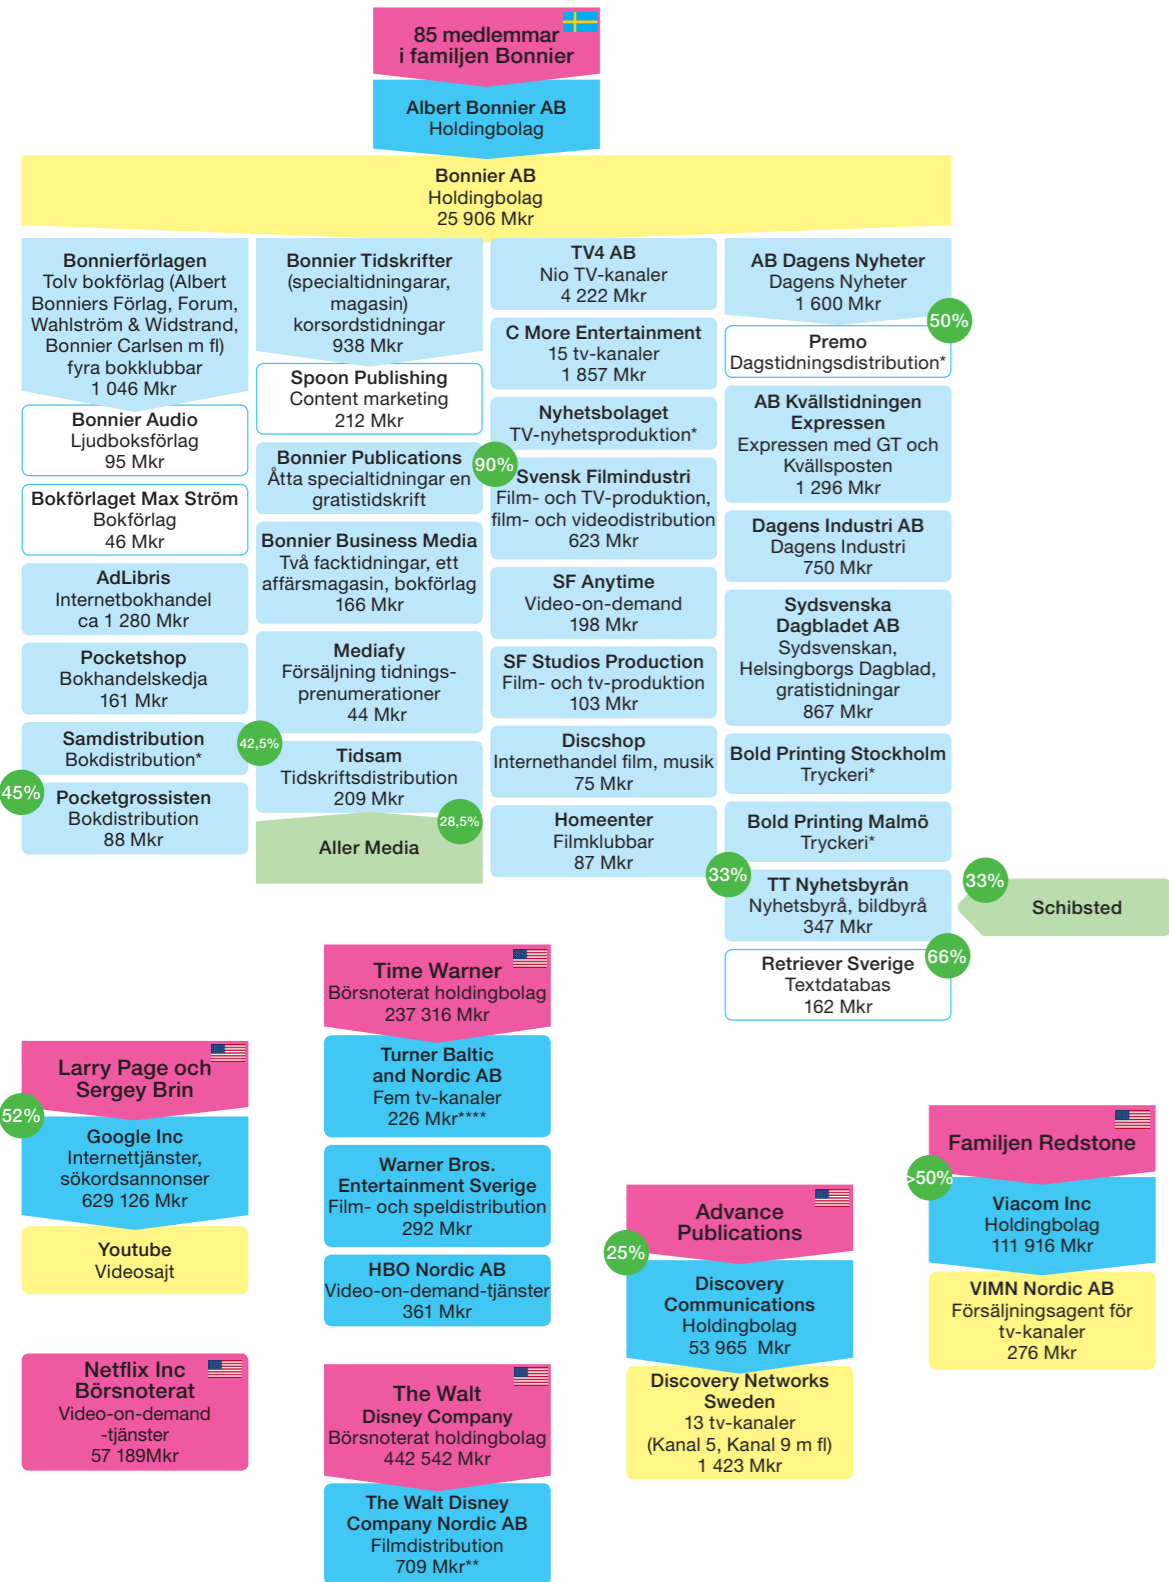 85 medlemmar
i familjen Bonnier
Albert Bonnier AB
Holdingbolag
Bonnier AB
Holdingbolag
25 906 Mkr
Bonnierförlagen
Tolv bokförlag (Albert
Bonniers Förlag, Forum,
Wahlström & Widstrand,
Bonnier Carlsen m fl)
fyra bokklubbar
1 046 Mkr
Bonnier Audio
Ljudboksförlag
95 Mkr
Bokförlaget Max Ström
Bokförlag
46 Mkr
AdLibris
Internetbokhandel
ca 1 280 Mkr
Pocketshop
Bokhandelskedja
161 Mkr
Samdistribution
Bokdistribution*
45%
Pocketgrossisten
Bokdistribution
88 Mkr
Bonnier Tidskrifter
(specialtidningarar,
magasin)
korsordstidningar
938 Mkr
Spoon Publishing
Content marketing
212 Mkr
Bonnier Publications
Åtta specialtidningar en
gratistidskrift
Bonnier Business Media
Två facktidningar, ett
affärsmagasin, bokförlag
166 Mkr
Mediafy
Försäljning tidnings-
prenumerationer
44 Mkr
42,5%
Tidsam
Tidskriftsdistribution
209 Mkr
28,5%
Aller Media
TV4 AB
Nio TV-kanaler
4 222 Mkr
C More Entertainment
15 tv-kanaler
1 857 Mkr
Nyhetsbolaget
TV-nyhetsproduktion*
90%
Svensk Filmindustri
Film- och TV-produktion,
film- och videodistribution
623 Mkr
SF Anytime
Video-on-demand
198 Mkr
SF Studios Production
Film- och tv-produktion
103 Mkr
Discshop
Internethandel film, musik
75 Mkr
Homeenter
Filmklubbar
87 Mkr
AB Dagens Nyheter
Dagens Nyheter
1 600 Mkr
50%
Premo
Dagstidningsdistribution*
AB Kvällstidningen
Expressen
Expressen med GT och
Kvällsposten
1 296 Mkr
Dagens Industri AB
Dagens Industri
750 Mkr
Sydsvenska
Dagbladet AB
Sydsvenskan,
Helsingborgs Dagblad,
gratistidningar
867 Mkr
Bold Printing Stockholm
Tryckeri*
Bold Printing Malmö
Tryckeri*
33%
TT Nyhetsbyrån
Nyhetsbyrå, bildbyrå
347 Mkr
33%
Schibsted
66%
Retriever Sverige
Textdatabas
162 Mkr
Larry Page och
Sergey Brin
52%
Google Inc
Internettjänster,
sökordsannonser
629 126 Mkr
Youtube
Videosajt
Netflix Inc
Börsnoterat
Video-on-demand
-tjänster
57 189Mkr
Time Warner
Börsnoterat holdingbolag
237 316 Mkr
Turner Baltic
and Nordic AB
Fem tv-kanaler
226 Mkr****
Warner Bros.
Entertainment Sverige
Film- och speldistribution
292 Mkr
HBO Nordic AB
Video-on-demand-tjänster
361 Mkr
The Walt
Disney Company
Börsnoterat holdingbolag
442 542 Mkr
The Walt Disney
Company Nordic AB
Filmdistribution
709 Mkr**
Advance
Publications
25%
Discovery
Communications
Holdingbolag
53 965 Mkr
Discovery Networks
Sweden
13 tv-kanaler
(Kanal 5, Kanal 9 m fl)
1 423 Mkr
Familjen Redstone
>50%
Viacom Inc
Holdingbolag
111 916 Mkr
VIMN Nordic AB
Försäljningsagent för
tv-kanaler
276 Mkr